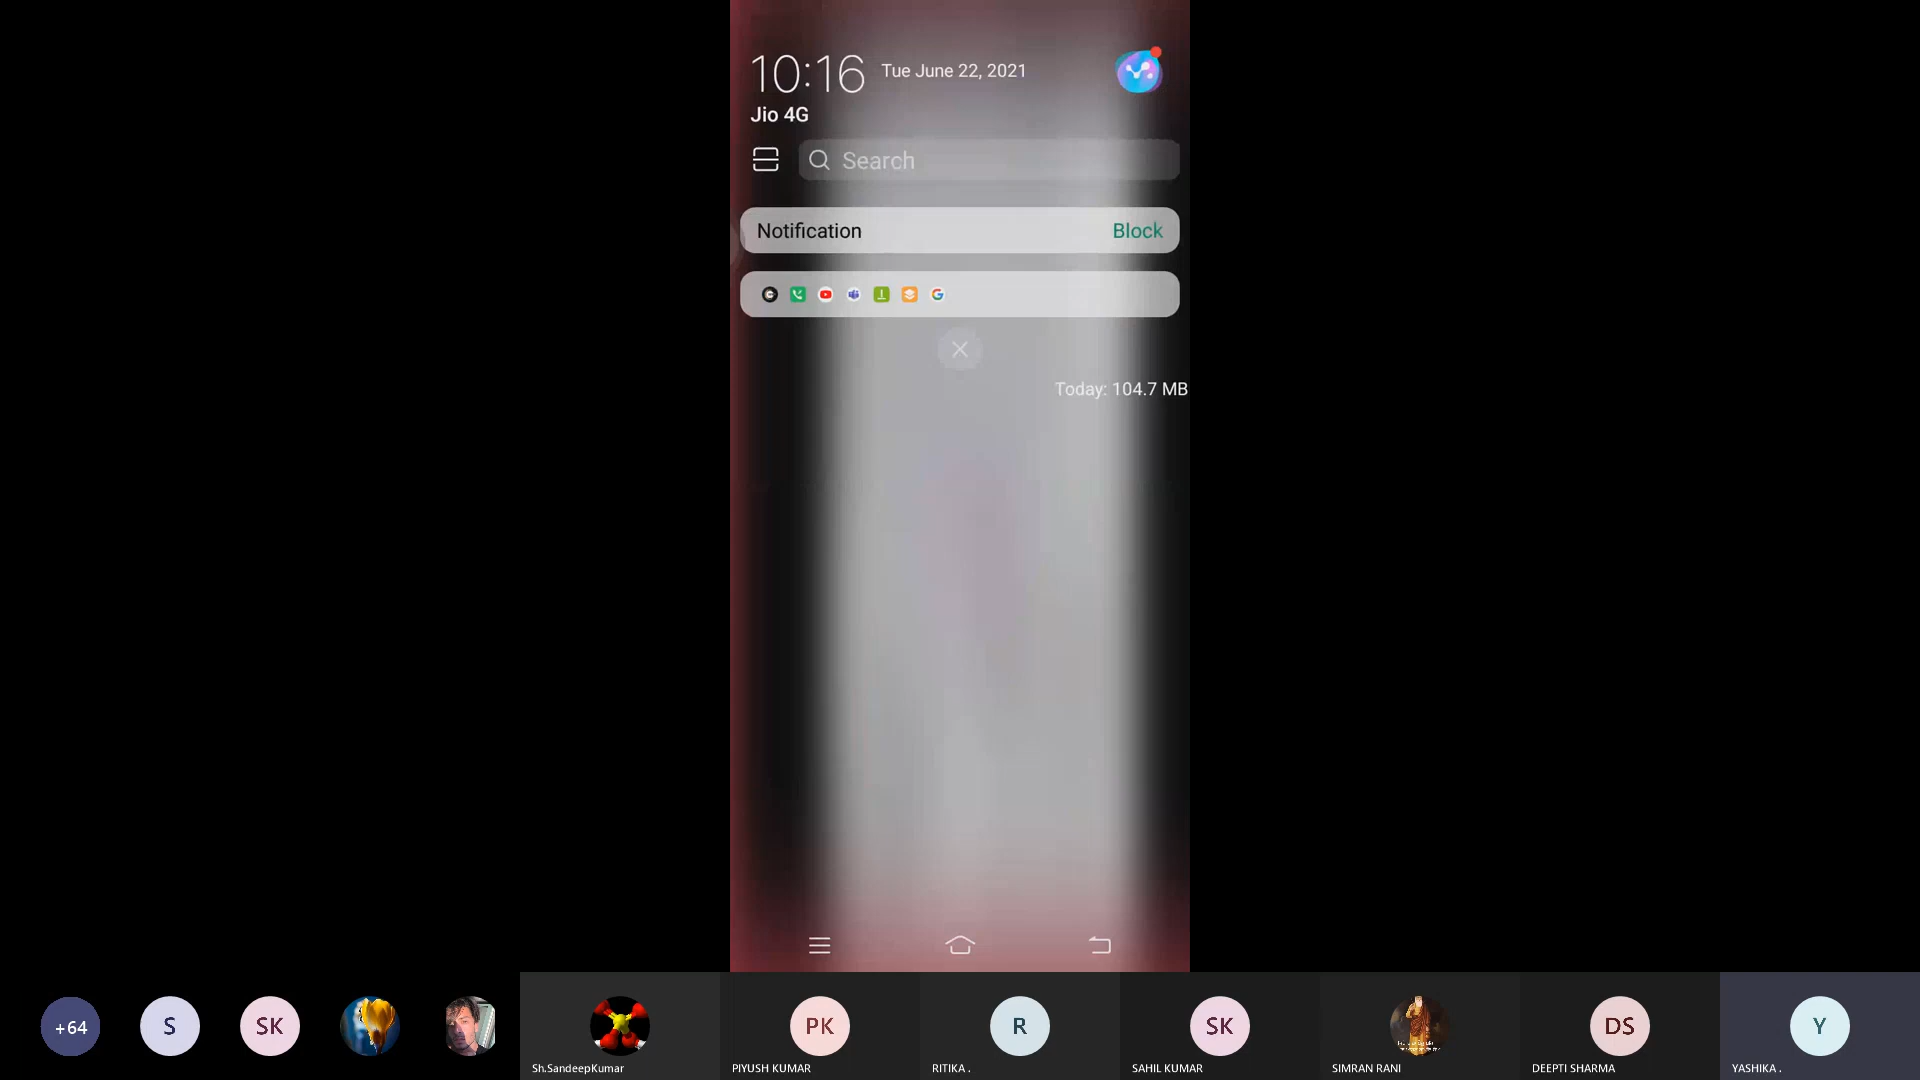 10:16 Tue June 22, 2021
Jio 4G
Search
Notification Block
Today: 104.7 MB
+64 S SK PK R SK DS Y
Sh.SandeepKumar PIYUSH KUMAR RITIKA . SAHIL KUMAR SIMRAN RANI DEEPTI SHARMA YASHIKA .